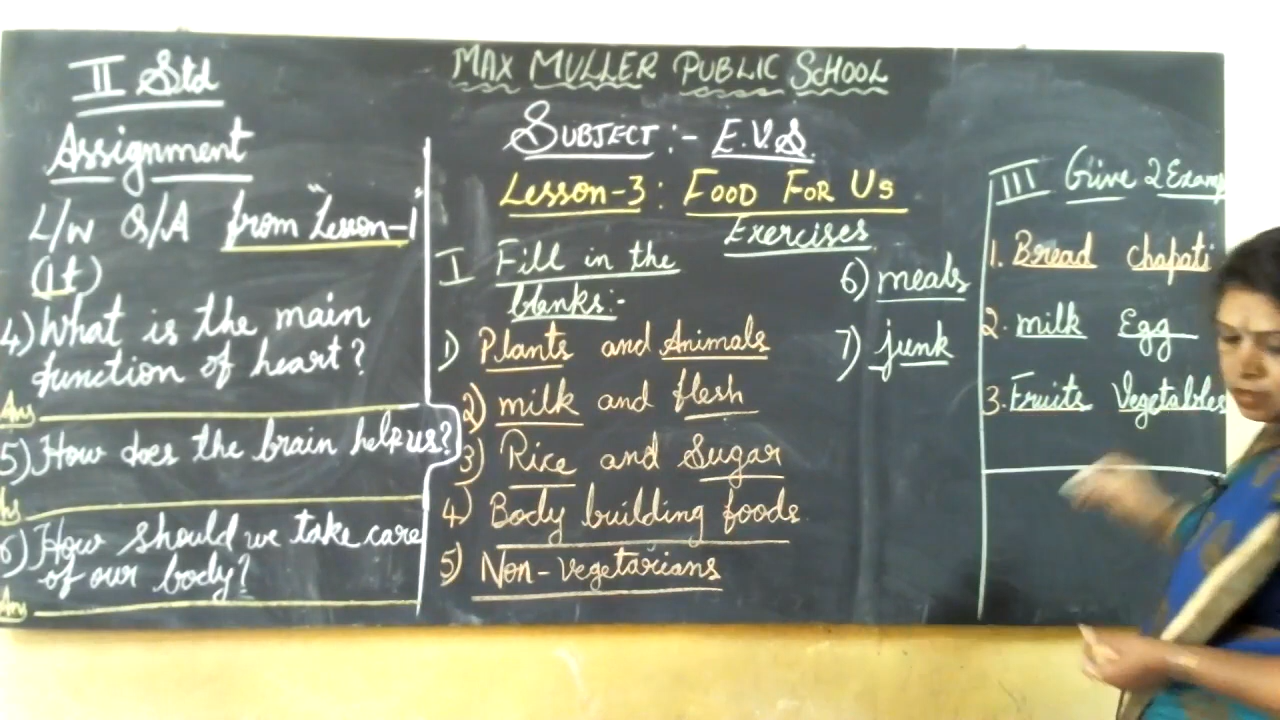 II Std
Assignment
L/w Q/A from "Lesson-1"
(1t)
4) What is the main
function of heart?
Ans
5) How does the brain help us?
Ans
6) How should we take care
of our body?
Ans
MAX MULLER PUBLIC SCHOOL
SUBJECT:- E.V.S.
Lesson-3: FOOD FOR US
Exercises
I Fill in the
blanks:-
1) Plants and Animals
2) milk and flesh
3) Rice and Sugar
4) Body building foods
5) Non-vegetarians
6) meals
7) junk
III Give 2 Examp
1. Bread chapati
2. milk Egg
3. Fruits Vegetables